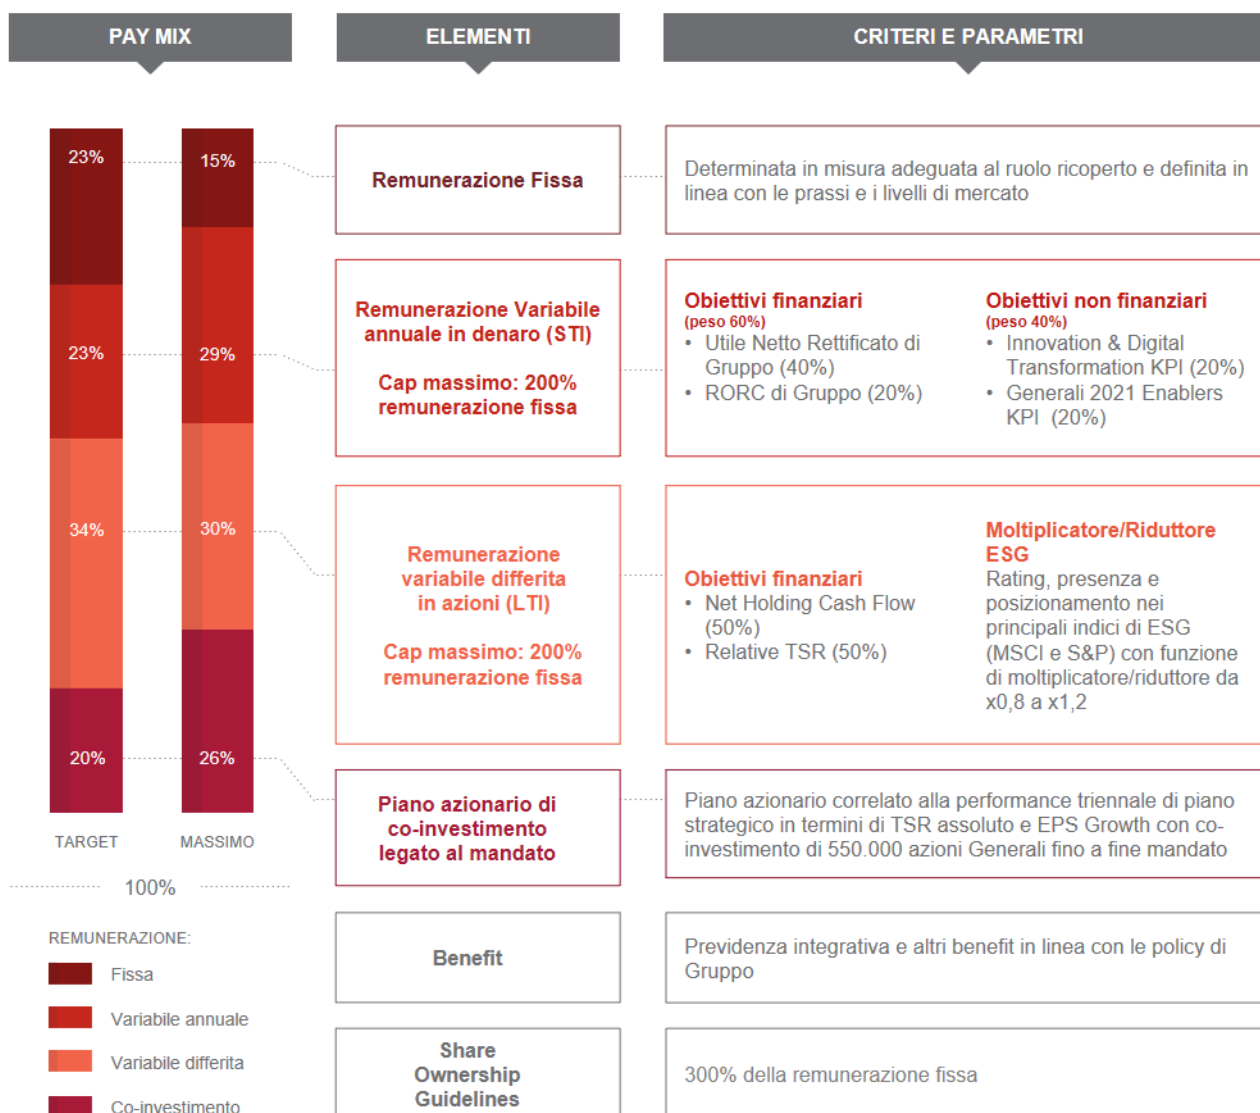 PAY MIX
ELEMENTI
CRITERI E PARAMETRI
23%
15%
23%
29%
34%
30%
20%
26%
TARGET
MASSIMO
100%
REMUNERAZIONE:
Fissa
Variabile annuale
Variabile differita
Co-investimento
Remunerazione Fissa
Determinata in misura adeguata al ruolo ricoperto e definita in
linea con le prassi e i livelli di mercato
Remunerazione Variabile
annuale in denaro (STI)
Cap massimo: 200%
remunerazione fissa
Obiettivi finanziari
(peso 60%)
• Utile Netto Rettificato di
Gruppo (40%)
• RORC di Gruppo (20%)
Obiettivi non finanziari
(peso 40%)
• Innovation & Digital
Transformation KPI (20%)
• Generali 2021 Enablers
KPI (20%)
Remunerazione
variabile differita
in azioni (LTI)
Cap massimo: 200%
remunerazione fissa
Obiettivi finanziari
• Net Holding Cash Flow
(50%)
• Relative TSR (50%)
Moltiplicatore/Riduttore
ESG
Rating, presenza e
posizionamento nei
principali indici di ESG
(MSCI e S&P) con funzione
di moltiplicatore/riduttore da
x0,8 a x1,2
Piano azionario di
co-investimento
legato al mandato
Piano azionario correlato alla performance triennale di piano
strategico in termini di TSR assoluto e EPS Growth con co-
investimento di 550.000 azioni Generali fino a fine mandato
Benefit
Previdenza integrativa e altri benefit in linea con le policy di
Gruppo
Share
Ownership
Guidelines
300% della remunerazione fissa